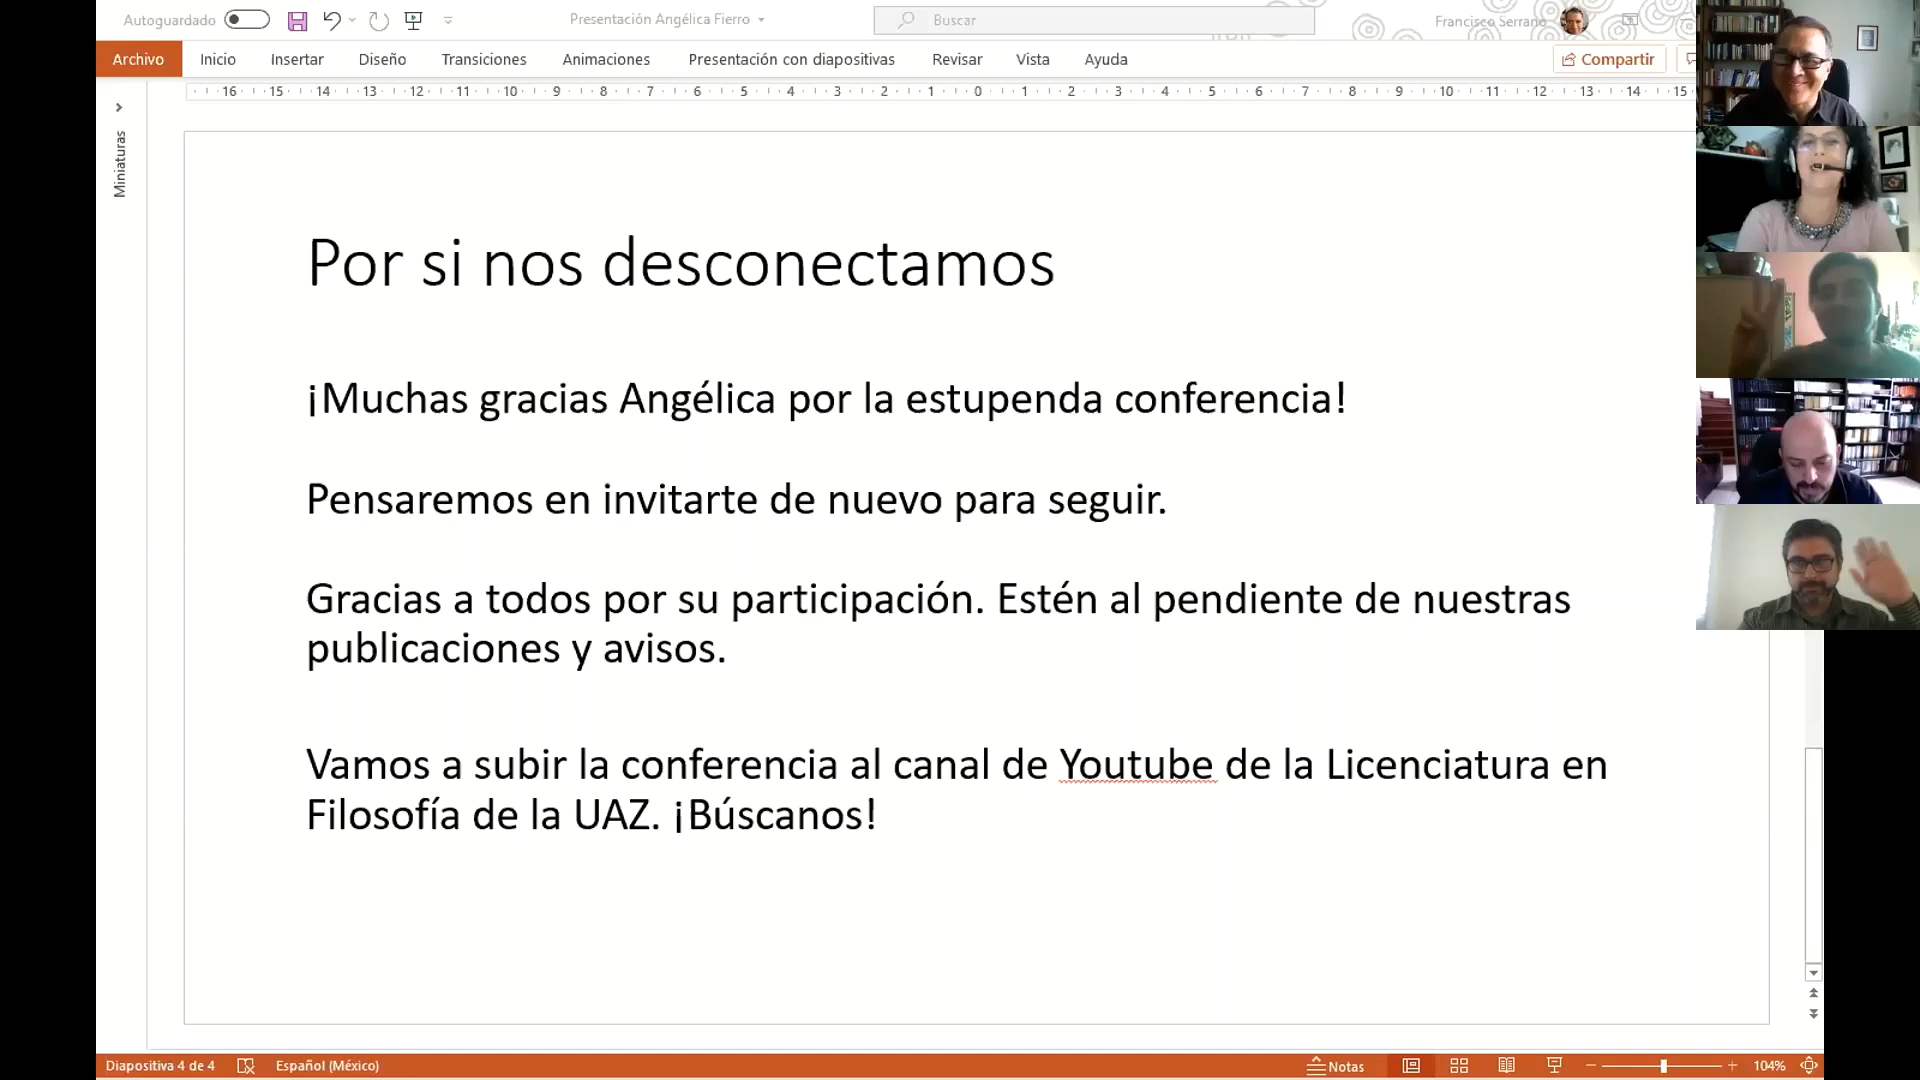 Autoguardado
Presentación Angélica Fierro
Buscar
Francisco Serrano
Archivo Inicio Insertar Diseño Transiciones Animaciones Presentación con diapositivas Revisar Vista Ayuda Compartir
16 15 14 13 12 11 10 9 8 7 6 5 4 3 2 1 0 1 2 3 4 5 6 7 8 9 10 11 12 13 14 15
Miniaturas
Por si nos desconectamos
¡Muchas gracias Angélica por la estupenda conferencia!
Pensaremos en invitarte de nuevo para seguir.
Gracias a todos por su participación. Estén al pendiente de nuestras
publicaciones y avisos.
Vamos a subir la conferencia al canal de Youtube de la Licenciatura en
Filosofía de la UAZ. ¡Búscanos!
Diapositiva 4 de 4 Español (México) Notas 104%